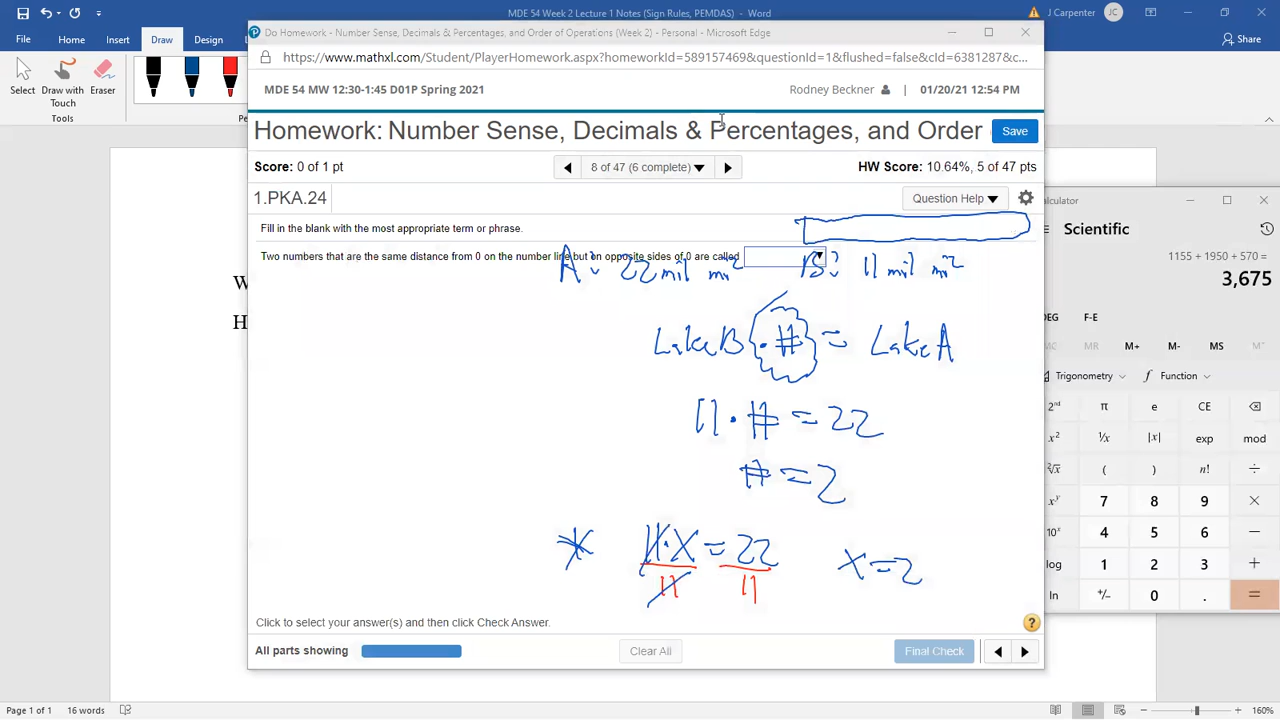 MDE 54 Week 2 Lecture 1 Notes (Sign Rules, PEMDAS) - Word
J Carpenter JC
File Home Insert Draw Design
Share
Select Draw with Touch Eraser
Tools
Do Homework - Number Sense, Decimals & Percentages, and Order of Operations (Week 2) - Personal - Microsoft Edge
https://www.mathxl.com/Student/PlayerHomework.aspx?homeworkId=589157469&questionId=1&flushed=false&cId=6381287&c...
MDE 54 MW 12:30-1:45 D01P Spring 2021
Rodney Beckner | 01/20/21 12:54 PM
Homework: Number Sense, Decimals & Percentages, and Order
Save
Score: 0 of 1 pt
8 of 47 (6 complete)
HW Score: 10.64%, 5 of 47 pts
1.PKA.24
Question Help
Fill in the blank with the most appropriate term or phrase.
Two numbers that are the same distance from 0 on the number line but on opposite sides of 0 are called
A: 22 mil mi² B: 11 mil mi²
Lake B · # = Lake A
11 · # = 22
# = 2
* 11 · X = 22 X = 2
11 11
Click to select your answer(s) and then click Check Answer.
?
All parts showing
Clear All
Final Check
W
H
alculator
Scientific
1155 + 1950 + 570 =
3,675
DEG F-E
MC MR M+ M- MS
Trigonometry Function
2ⁿᵈ π e CE
x² ¹/x |x| exp mod
²√x ( ) n! ÷
xʸ 7 8 9 ×
10ˣ 4 5 6 −
log 1 2 3 +
ln +/- 0 . =
Page 1 of 1 16 words
160%